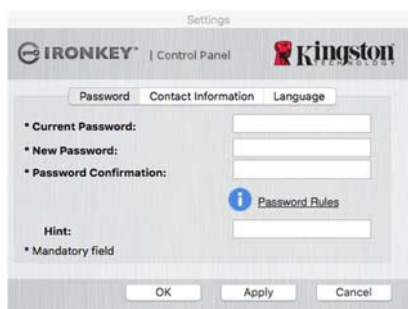 Settings
IRONKEY™ | Control Panel
Kingston
TECHNOLOGY
Password Contact Information Language
* Current Password:
* New Password:
* Password Confirmation:
i Password Rules
Hint:
* Mandatory field
OK Apply Cancel